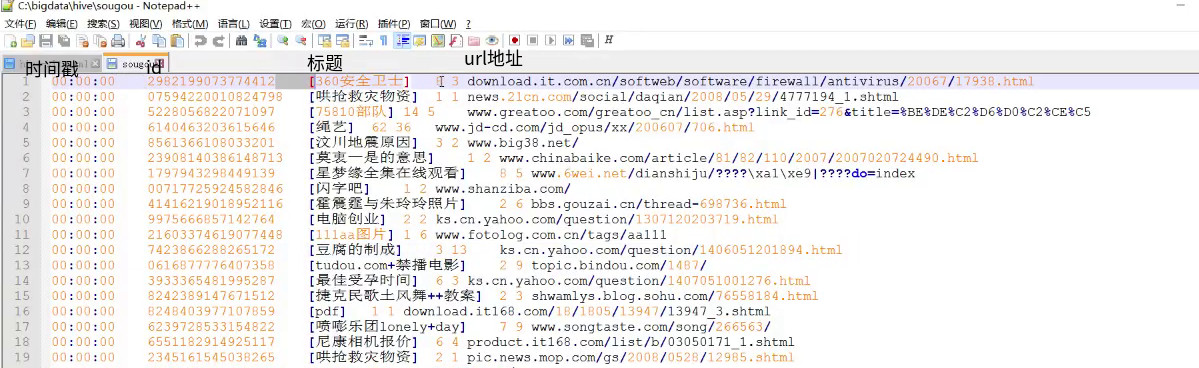 C:\bigdata\hive\sougou - Notepad++
文件(F) 编辑(E) 搜索(S) 视图(V) 格式(M) 语言(L) 设置(T) 宏(O) 运行(R) 插件(P) 窗口(W) ?
sougou
时间戳 id 标题 url地址
1 00:00:00 2982199073774412 [360安全卫士] 8 3 download.it.com.cn/softweb/software/firewall/antivirus/20067/17938.html
2 00:00:00 07594220010824798 [哄抢救灾物资] 1 1 news.21cn.com/social/daqian/2008/05/29/4777194_1.shtml
3 00:00:00 5228056822071097 [75810部队] 14 5 www.greatoo.com/greatoo_cn/list.asp?link_id=276&title=%BE%DE%C2%D6%D0%C2%CE%C5
4 00:00:00 6140463203615646 [绳艺] 62 36 www.jd-cd.com/jd_opus/xx/200607/706.html
5 00:00:00 8561366108033201 [汶川地震原因] 3 2 www.big38.net/
6 00:00:00 23908140386148713 [莫衷一是的意思] 1 2 www.chinabaike.com/article/81/82/110/2007/2007020724490.html
7 00:00:00 1797943298449139 [星梦缘全集在线观看] 8 5 www.6wei.net/dianshiju/????\xa1\xe9|????do=index
8 00:00:00 00717725924582846 [闪字吧] 1 2 www.shanziba.com/
9 00:00:00 41416219018952116 [霍震霆与朱玲玲照片] 2 6 bbs.gouzai.cn/thread-698736.html
10 00:00:00 9975666857142764 [电脑创业] 2 2 ks.cn.yahoo.com/question/1307120203719.html
11 00:00:00 21603374619077448 [111aa图片] 1 6 www.fotolog.com.cn/tags/aa111
12 00:00:00 7423866288265172 [豆腐的制成] 3 13 ks.cn.yahoo.com/question/1406051201894.html
13 00:00:00 0616877776407358 [tudou.com+禁播电影] 2 9 topic.bindou.com/1487/
14 00:00:00 3933365481995287 [最佳受孕时间] 6 3 ks.cn.yahoo.com/question/1407051001276.html
15 00:00:00 8242389147671512 [捷克民歌土风舞++教案] 2 3 shwamlys.blog.sohu.com/76558184.html
16 00:00:00 8248403977107859 [pdf] 1 1 download.it168.com/18/1805/13947/13947_3.shtml
17 00:00:00 6239728533154822 [喷嘭乐团lonely+day] 7 9 www.songtaste.com/song/266563/
18 00:00:00 6551182914925117 [尼康相机报价] 6 4 product.it168.com/list/b/03050171_1.shtml
19 00:00:00 2345161545038265 [哄抢救灾物资] 2 1 pic.news.mop.com/gs/2008/0528/12985.shtml